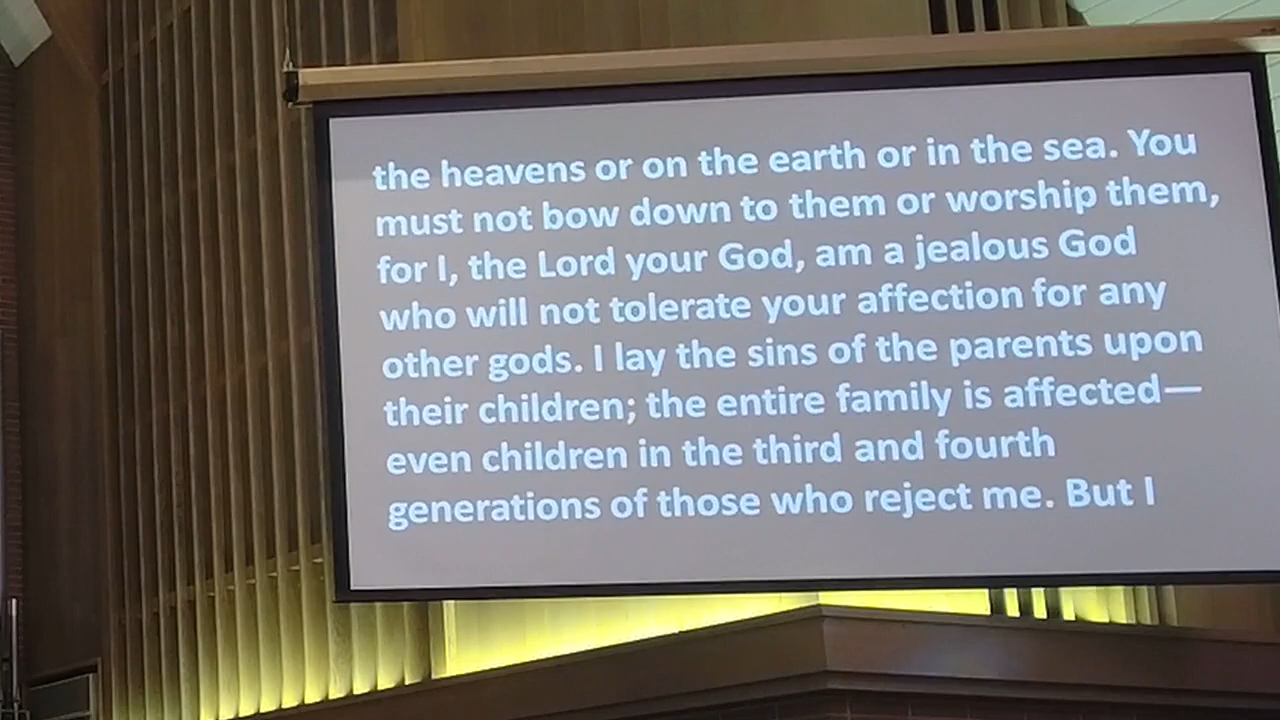 the heavens or on the earth or in the sea. You
must not bow down to them or worship them,
for I, the Lord your God, am a jealous God
who will not tolerate your affection for any
other gods. I lay the sins of the parents upon
their children; the entire family is affected—
even children in the third and fourth
generations of those who reject me. But I